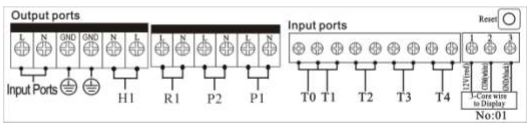 Output ports
Input ports
Reset
L N GND GND N L L N L N L N
1 2 3
Input Ports
H1 R1 P2 P1
T0 T1 T2 T3 T4
12V(red)
COM(white)
GND(black)
3-Core wire
to Display
No:01